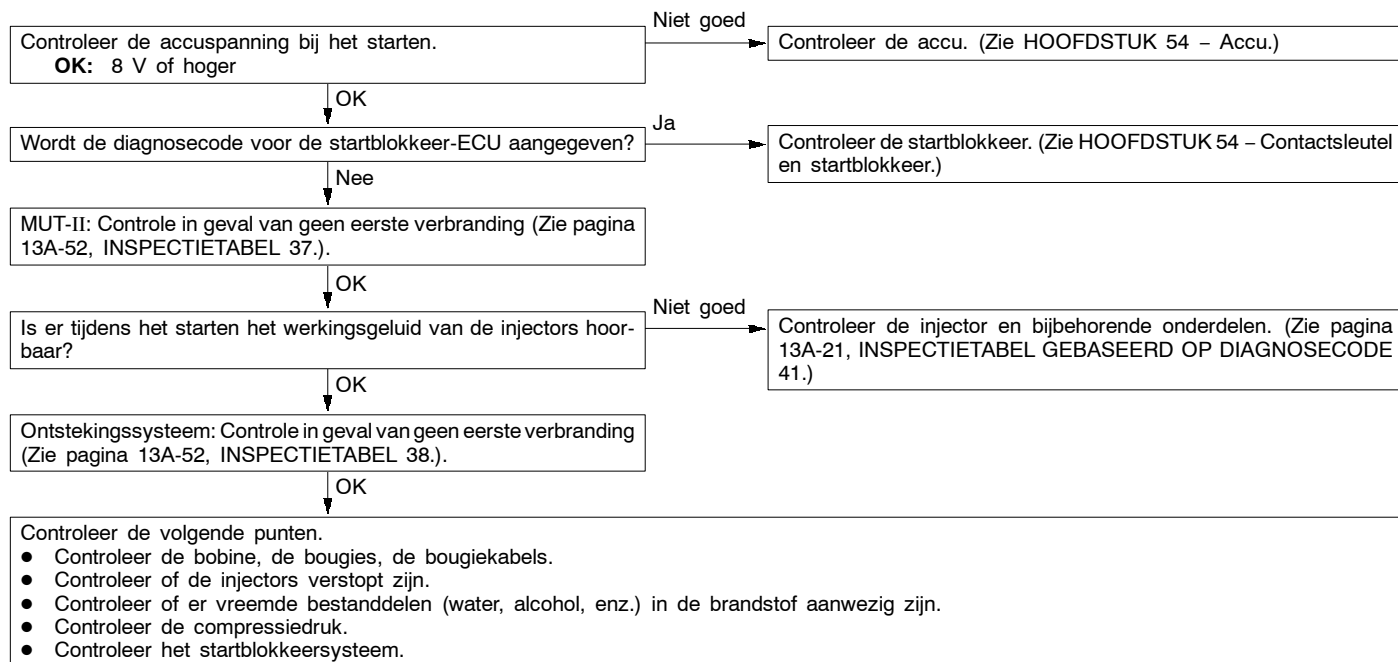 Niet goed
Controleer de accuspanning bij het starten.
OK: 8 V of hoger
Controleer de accu. (Zie HOOFDSTUK 54 – Accu.)
OK
Ja
Wordt de diagnosecode voor de startblokkeer-ECU aangegeven?
Controleer de startblokkeer. (Zie HOOFDSTUK 54 – Contactsleutel
en startblokkeer.)
Nee
MUT-II: Controle in geval van geen eerste verbranding (Zie pagina
13A-52, INSPECTIETABEL 37.).
OK
Niet goed
Is er tijdens het starten het werkingsgeluid van de injectors hoor-
baar?
Controleer de injector en bijbehorende onderdelen. (Zie pagina
13A-21, INSPECTIETABEL GEBASEERD OP DIAGNOSECODE
41.)
OK
Ontstekingssysteem: Controle in geval van geen eerste verbranding
(Zie pagina 13A-52, INSPECTIETABEL 38.).
OK
Controleer de volgende punten.
● Controleer de bobine, de bougies, de bougiekabels.
● Controleer of de injectors verstopt zijn.
● Controleer of er vreemde bestanddelen (water, alcohol, enz.) in de brandstof aanwezig zijn.
● Controleer de compressiedruk.
● Controleer het startblokkeersysteem.